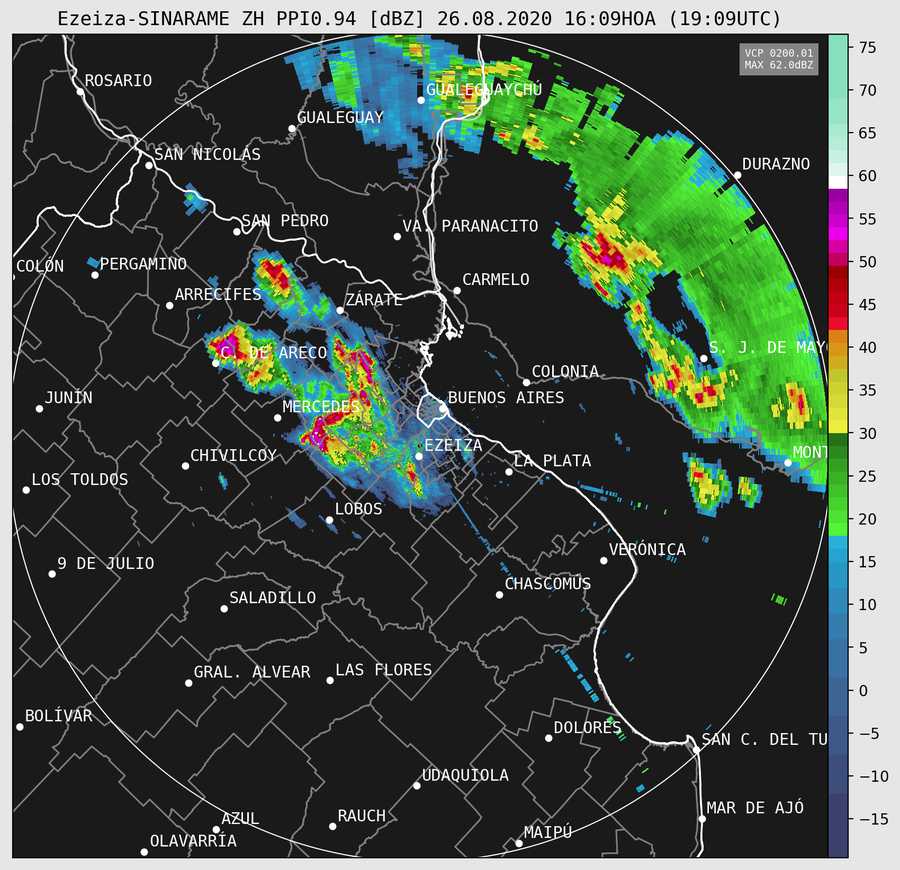 Ezeiza-SINARAME ZH PPI0.94 [dBZ] 26.08.2020 16:09HOA (19:09UTC)
VCP 0200.01
MAX 62.0dBZ
ROSARIO
GUALEGUAYCHÚ
GUALEGUAY
SAN NICOLAS
DURAZNO
SAN PEDRO
VA. PARANACITO
COLÓN
PERGAMINO
CARMELO
ARRECIFES
ZÁRATE
C. DE ARECO
S. J. DE MAY
COLONIA
JUNÍN
MERCEDES
BUENOS AIRES
EZEIZA
MONT
CHIVILCOY
LA PLATA
LOS TOLDOS
LOBOS
VERÓNICA
9 DE JULIO
CHASCOMÚS
SALADILLO
GRAL. ALVEAR
LAS FLORES
BOLÍVAR
DOLORES
SAN C. DEL TU
UDAQUIOLA
MAR DE AJÓ
AZUL
RAUCH
MAIPÚ
OLAVARRÍA
75
70
65
60
55
50
45
40
35
30
25
20
15
10
5
0
−5
−10
−15